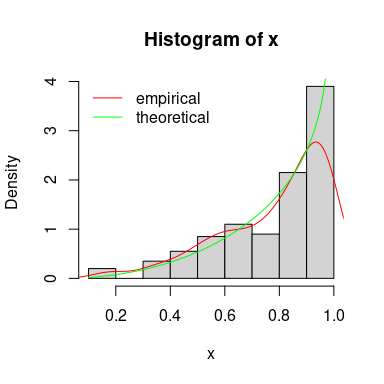 Histogram of x
empirical
theoretical
Density
0
1
2
3
4
0.2 0.4 0.6 0.8 1.0
x